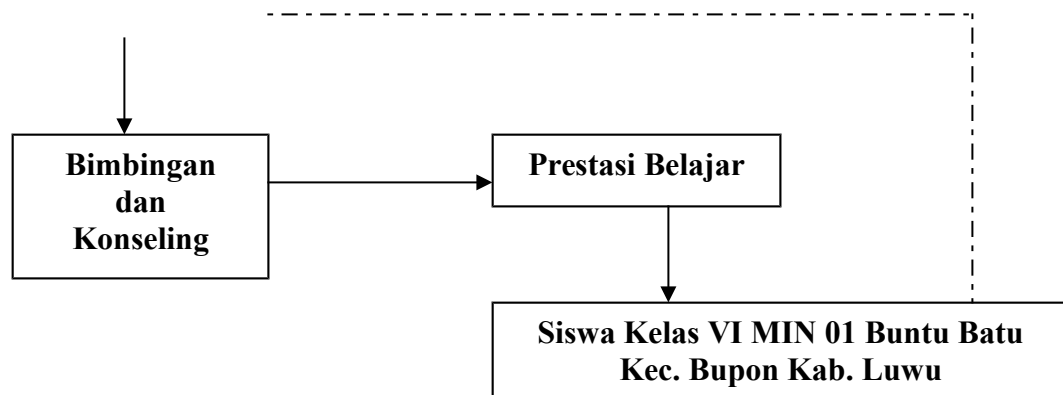 Bimbingan
dan
Konseling
Prestasi Belajar
Siswa Kelas VI MIN 01 Buntu Batu
Kec. Bupon Kab. Luwu